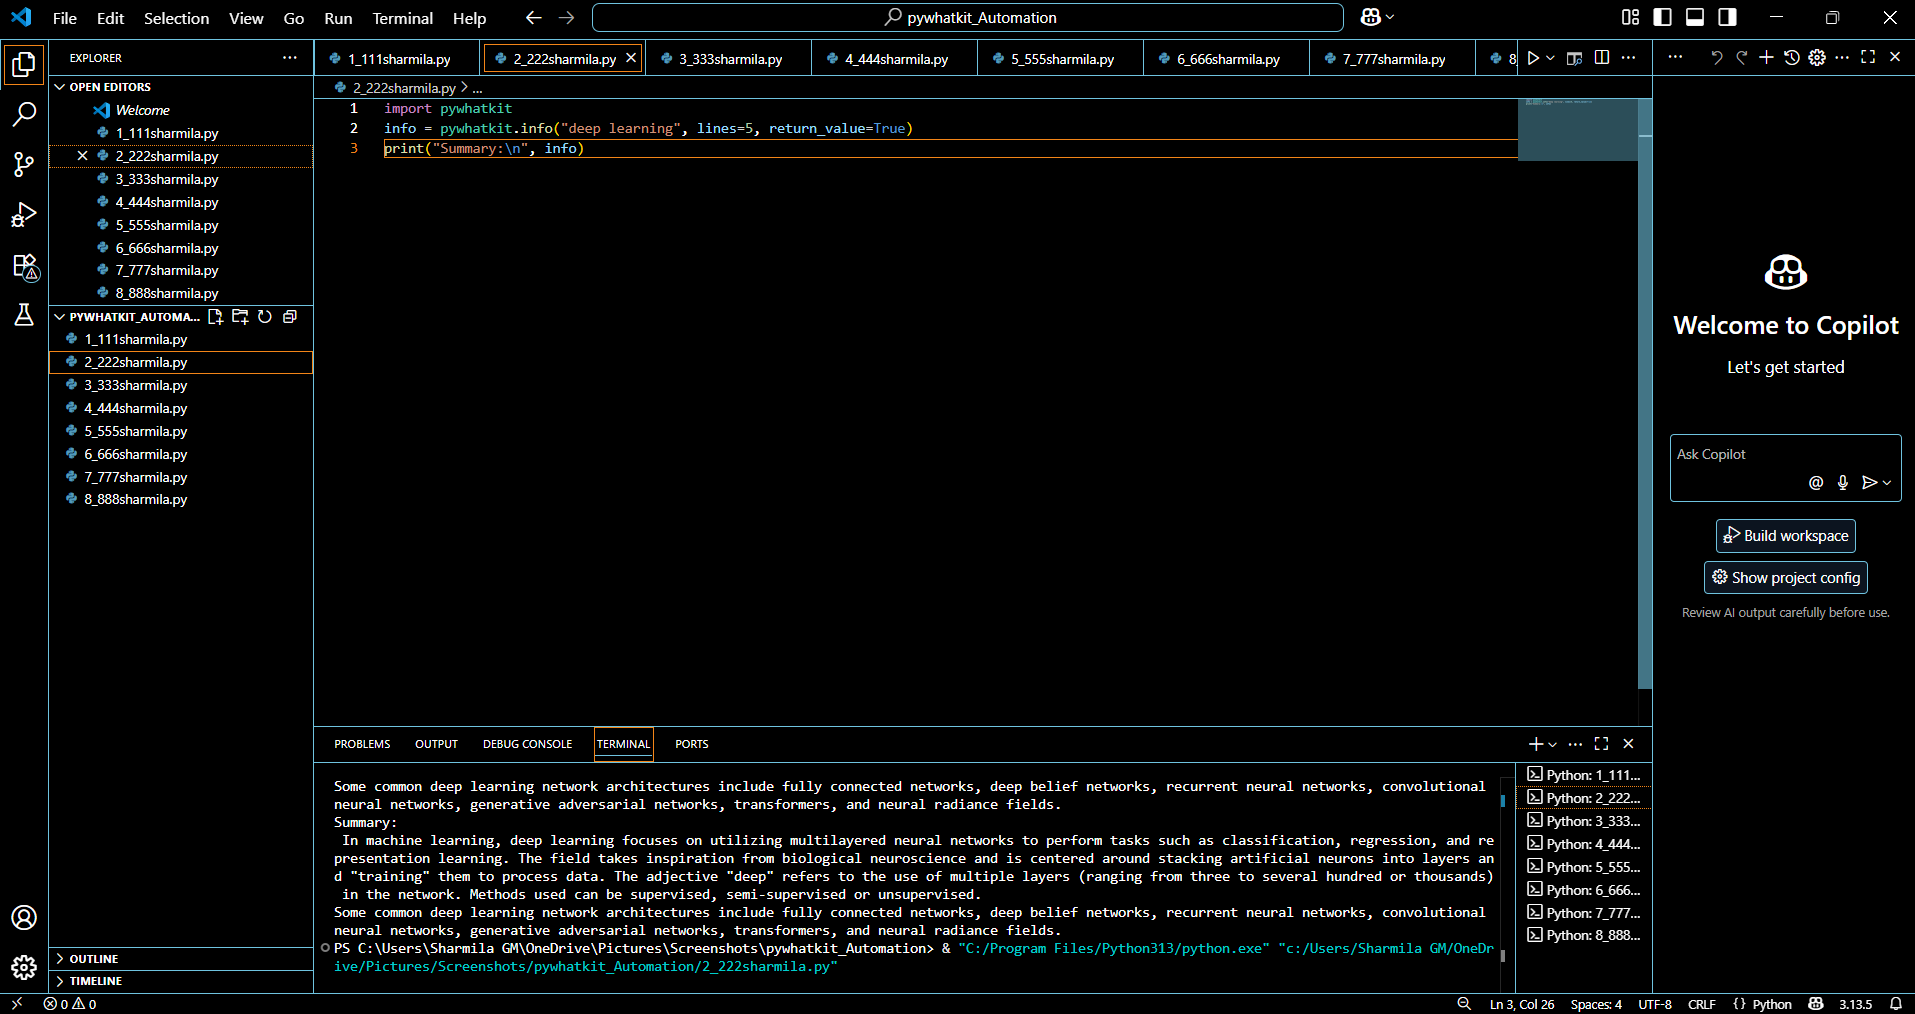 File Edit Selection View Go Run Terminal Help
pywhatkit_Automation
EXPLORER
OPEN EDITORS
Welcome
1_111sharmila.py
2_222sharmila.py
3_333sharmila.py
4_444sharmila.py
5_555sharmila.py
6_666sharmila.py
7_777sharmila.py
8_888sharmila.py
PYWHATKIT_AUTOMA...
1_111sharmila.py
2_222sharmila.py
3_333sharmila.py
4_444sharmila.py
5_555sharmila.py
6_666sharmila.py
7_777sharmila.py
8_888sharmila.py
OUTLINE
TIMELINE
1_111sharmila.py 2_222sharmila.py 3_333sharmila.py 4_444sharmila.py 5_555sharmila.py 6_666sharmila.py 7_777sharmila.py 8
2_222sharmila.py > ...
1 import pywhatkit
2 info = pywhatkit.info("deep learning", lines=5, return_value=True)
3 print("Summary:\n", info)
PROBLEMS OUTPUT DEBUG CONSOLE TERMINAL PORTS
Some common deep learning network architectures include fully connected networks, deep belief networks, recurrent neural networks, convolutional
neural networks, generative adversarial networks, transformers, and neural radiance fields.
Summary:
In machine learning, deep learning focuses on utilizing multilayered neural networks to perform tasks such as classification, regression, and re
presentation learning. The field takes inspiration from biological neuroscience and is centered around stacking artificial neurons into layers an
d "training" them to process data. The adjective "deep" refers to the use of multiple layers (ranging from three to several hundred or thousands)
in the network. Methods used can be supervised, semi-supervised or unsupervised.
Some common deep learning network architectures include fully connected networks, deep belief networks, recurrent neural networks, convolutional
neural networks, generative adversarial networks, transformers, and neural radiance fields.
PS C:\Users\Sharmila GM\OneDrive\Pictures\Screenshots\pywhatkit_Automation> & "C:/Program Files/Python313/python.exe" "c:/Users/Sharmila GM/OneDr
ive/Pictures/Screenshots/pywhatkit_Automation/2_222sharmila.py"
Python: 1_111...
Python: 2_222...
Python: 3_333...
Python: 4_444...
Python: 5_555...
Python: 6_666...
Python: 7_777...
Python: 8_888...
Welcome to Copilot
Let's get started
Ask Copilot
Build workspace
Show project config
Review AI output carefully before use.
0 0 Ln 3, Col 26 Spaces: 4 UTF-8 CRLF {} Python 3.13.5